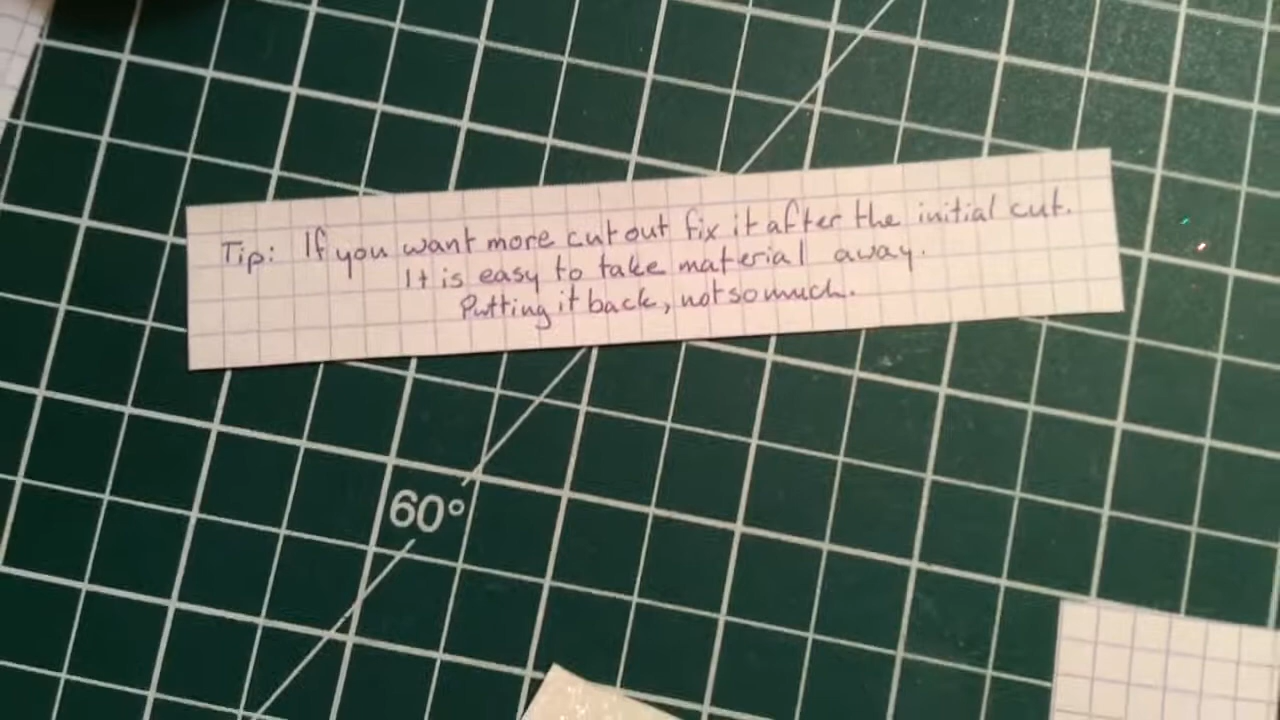 Tip: If you want more cut out fix it after the initial cut.
It is easy to take material away.
Putting it back, not so much.
60°